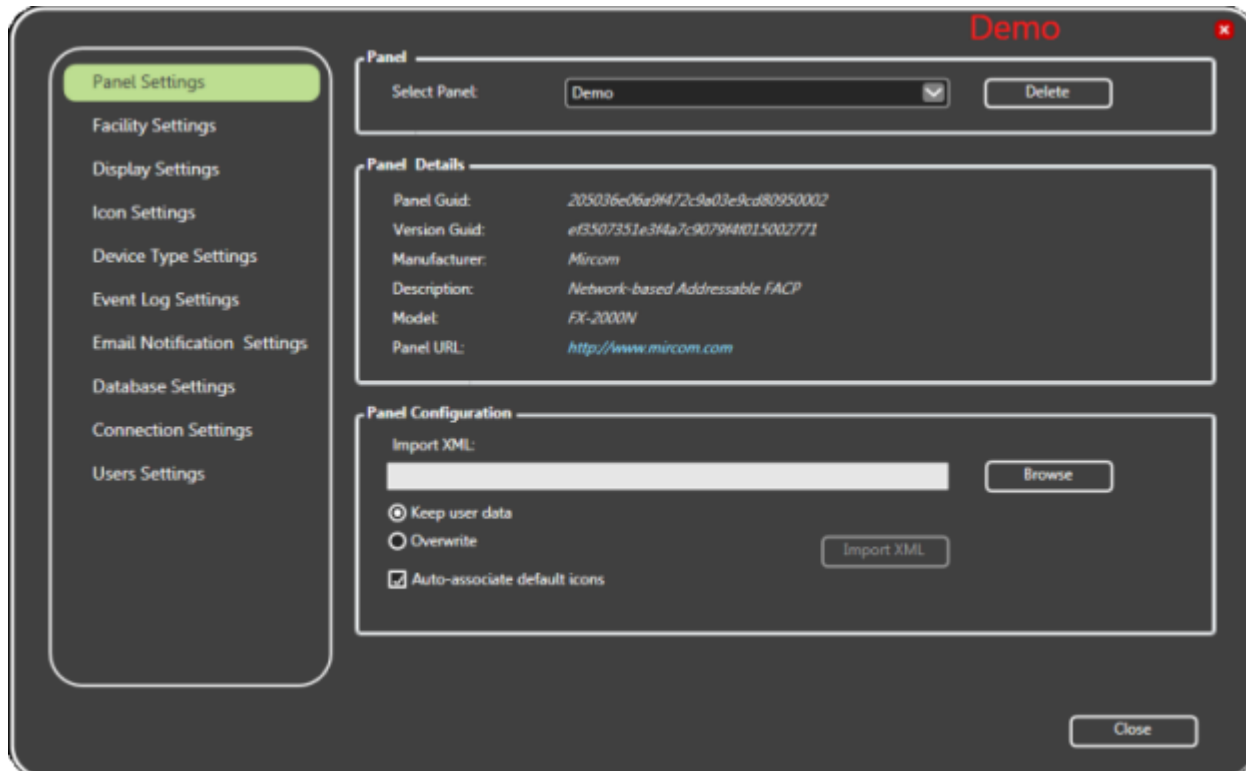 Demo
Panel Settings
Facility Settings
Display Settings
Icon Settings
Device Type Settings
Event Log Settings
Email Notification  Settings
Database Settings
Connection Settings
Users Settings
Panel
Select Panel: Demo Delete
Panel  Details
Panel Guid: 205036e06a9f472c9a03e9cd80950002
Version Guid: ef3507351e3f4a7c9079f4f015002771
Manufacturer: Mircom
Description: Network-based Addressable FACP
Model: FX-2000N
Panel URL: http://www.mircom.com
Panel Configuration
Import XML:
Browse
Keep user data
Overwrite
Import XML
Auto-associate default icons
Close